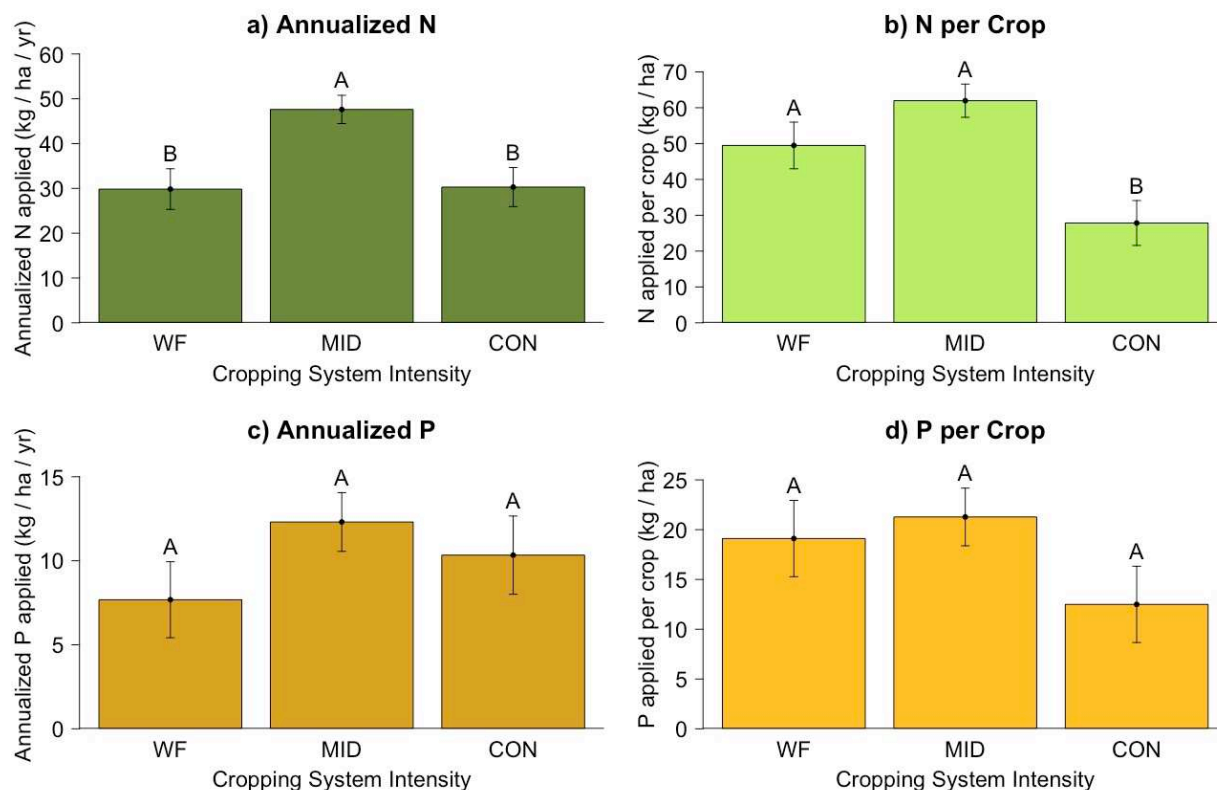 a) Annualized N
Annualized N applied (kg / ha / yr)
60
50
40
30
20
10
0
B
A
B
WF MID CON
Cropping System Intensity
b) N per Crop
N applied per crop (kg / ha)
70
60
50
40
30
20
10
0
A
A
B
WF MID CON
Cropping System Intensity
c) Annualized P
Annualized P applied (kg / ha / yr)
15
10
5
0
A
A
A
WF MID CON
Cropping System Intensity
d) P per Crop
P applied per crop (kg / ha)
25
20
15
10
5
0
A
A
A
WF MID CON
Cropping System Intensity